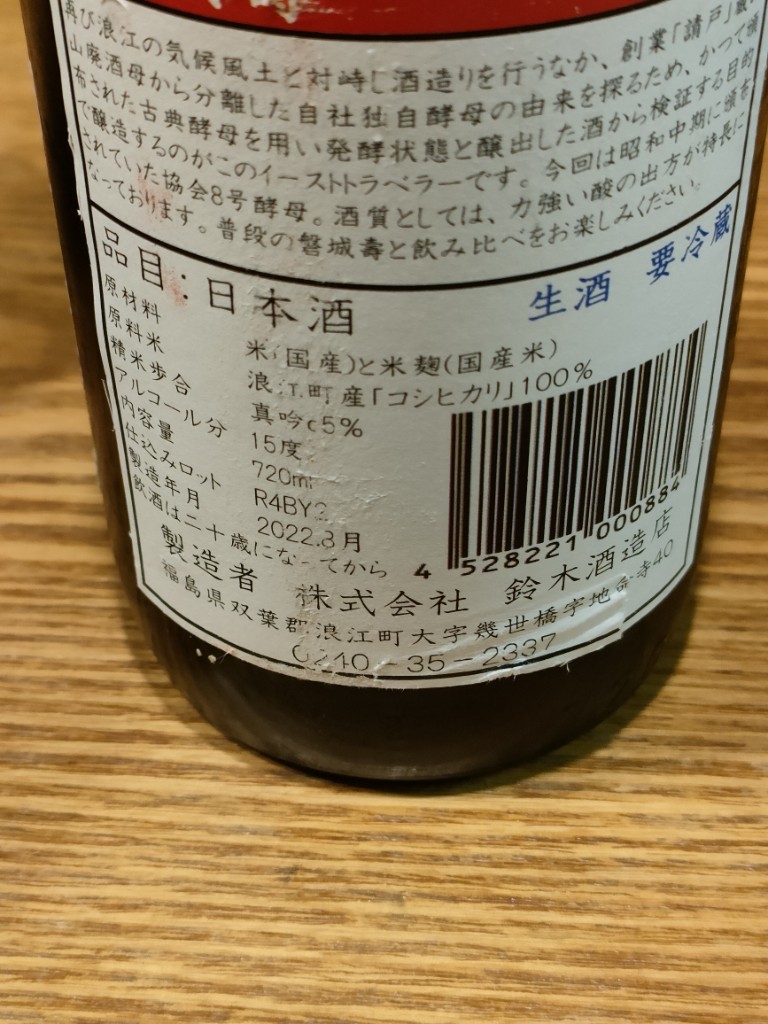 再び浪江の気候風土と対峙し酒造りを行うなか、創業「請戸」蔵
山廃酒母から分離した自社独自酵母の由来を探るため、かつて頒
布された古典酵母を用い発酵状態と醸出した酒から検証する目的
で醸造するのがこのイーストトラベラーです。今回は昭和中期に頒
されていた協会8号酵母。酒質としては、力強い酸の出方が特長に
なっております。普段の磐城壽と飲み比べをお楽しみください。
品目:日本酒
生酒 要冷蔵
原材料 米(国産)と米麹(国産米)
原料米 浪江町産「コシヒカリ」100%
精米歩合 真吟 5%
アルコール分 15度
内容量 720ml
仕込みロット R4BY
製造年月 2022.8月
飲酒は二十歳になってから
4 528221 000884
製造者 株式会社 鈴木酒造店
福島県双葉郡浪江町大字幾世橋字地 寺40
0240-35-2337